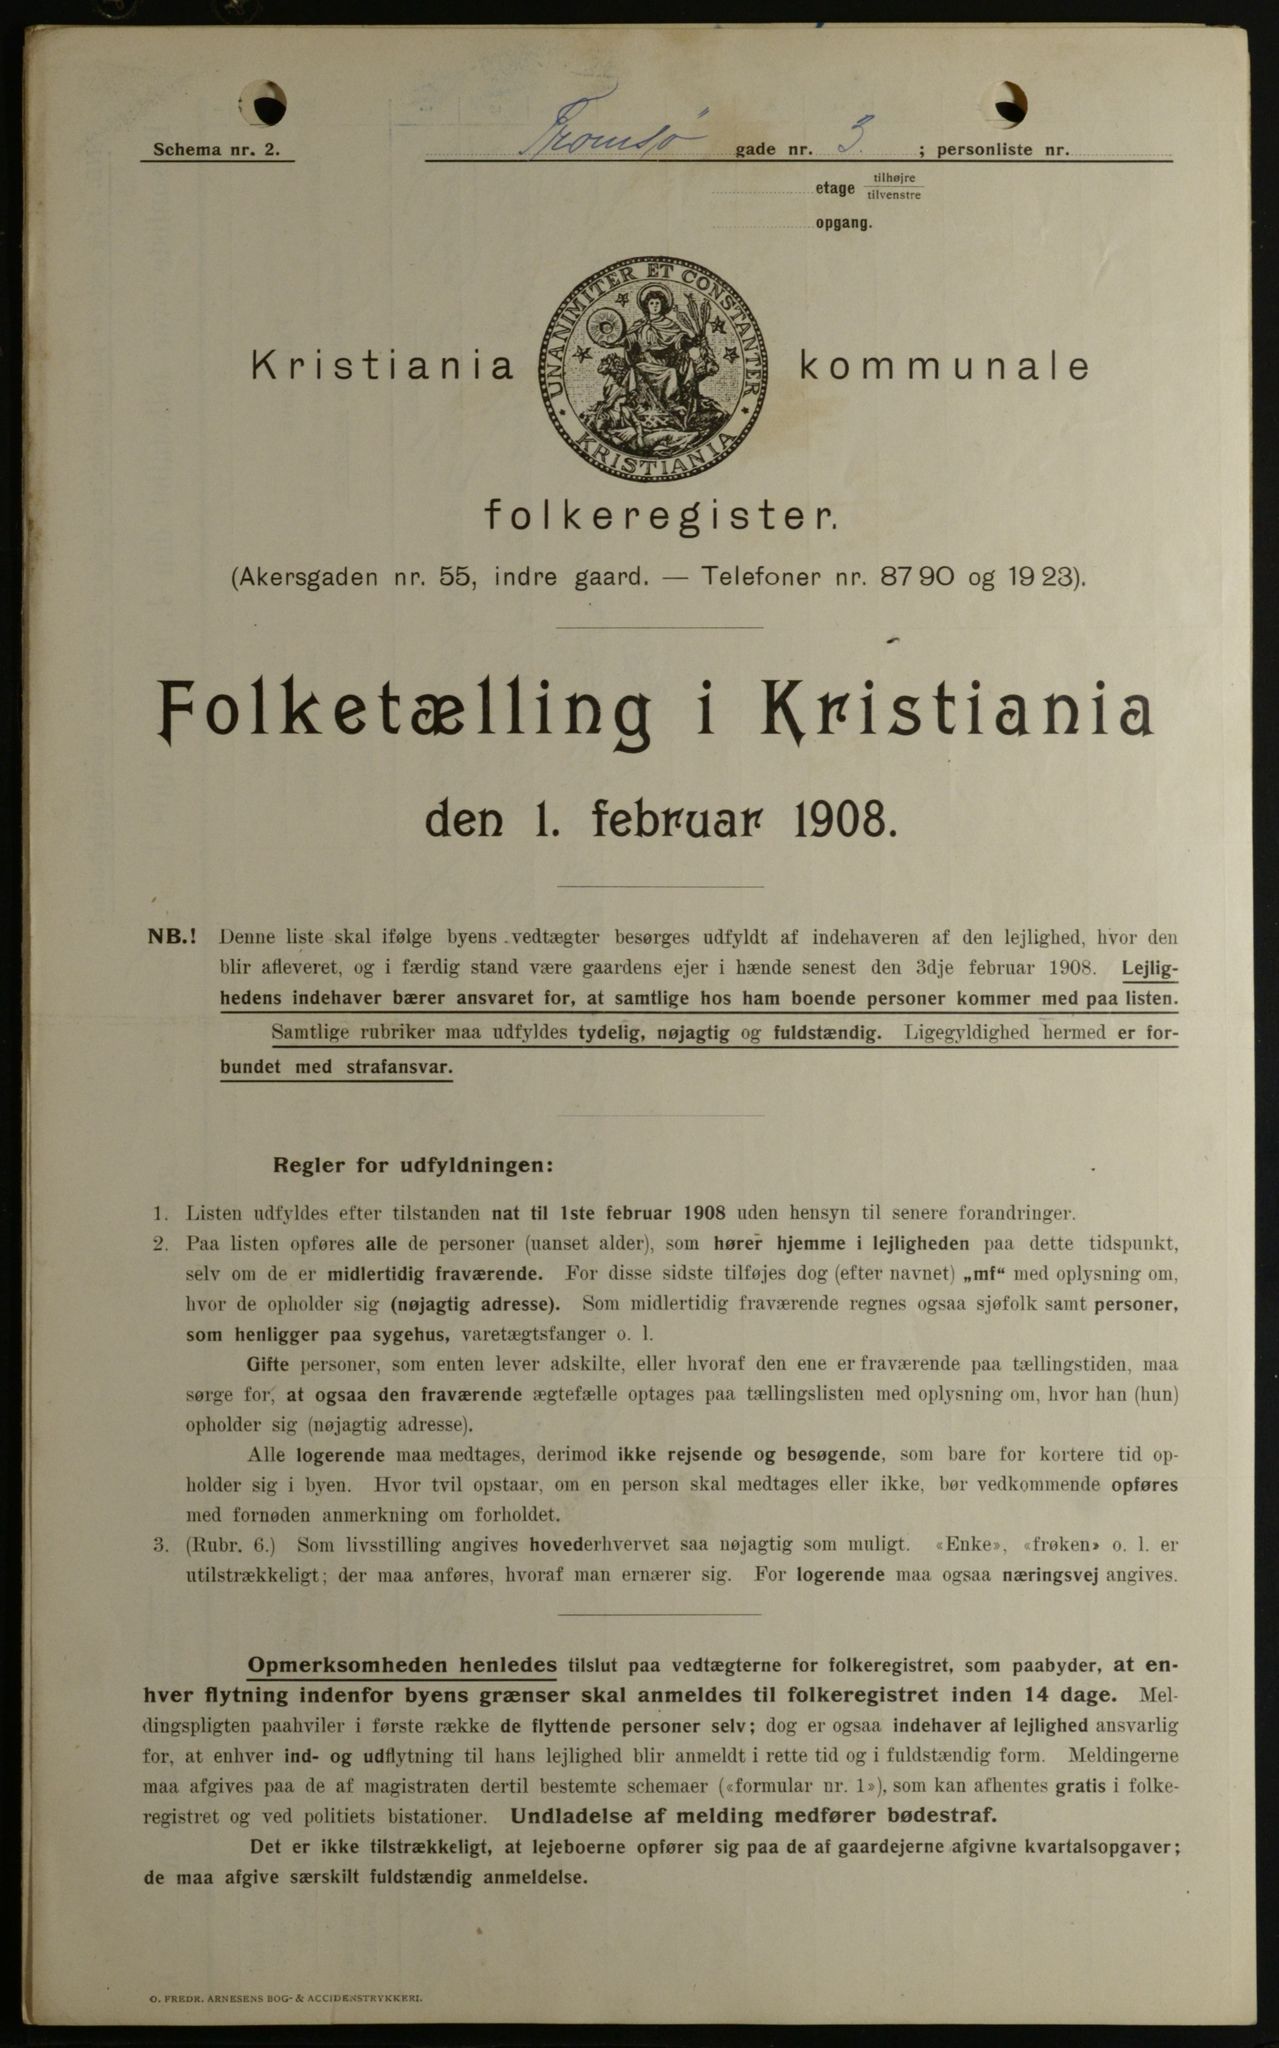 Schema nr. 2.
Tromsø gade nr. 3 ; personliste nr.
etage tilhøjre
tilvenstre
opgang.
UNANIMITER ET CONSTANTER
KRISTIANIA
Kristiania kommunale
folkeregister.
(Akersgaden nr. 55, indre gaard. — Telefoner nr. 87 90 og 19 23).
Folketælling i Kristiania
den 1. februar 1908.
NB.! Denne liste skal ifølge byens vedtægter besørges udfyldt af indehaveren af den lejlighed, hvor den
blir afleveret, og i færdig stand være gaardens ejer i hænde senest den 3dje februar 1908. Lejlig-
hedens indehaver bærer ansvaret for, at samtlige hos ham boende personer kommer med paa listen.
Samtlige rubriker maa udfyldes tydelig, nøjagtig og fuldstændig. Ligegyldighed hermed er for-
bundet med strafansvar.
Regler for udfyldningen:
1. Listen udfyldes efter tilstanden nat til 1ste februar 1908 uden hensyn til senere forandringer.
2. Paa listen opføres alle de personer (uanset alder), som hører hjemme i lejligheden paa dette tidspunkt,
selv om de er midlertidig fraværende. For disse sidste tilføjes dog (efter navnet) „mf“ med oplysning om,
hvor de opholder sig (nøjagtig adresse). Som midlertidig fraværende regnes ogsaa sjøfolk samt personer,
som henligger paa sygehus, varetægtsfanger o. l.
Gifte personer, som enten lever adskilte, eller hvoraf den ene er fraværende paa tællingstiden, maa
sørge for, at ogsaa den fraværende ægtefælle optages paa tællingslisten med oplysning om, hvor han (hun)
opholder sig (nøjagtig adresse).
Alle logerende maa medtages, derimod ikke rejsende og besøgende, som bare for kortere tid op-
holder sig i byen. Hvor tvil opstaar, om en person skal medtages eller ikke, bør vedkommende opføres
med fornøden anmerkning om forholdet.
3. (Rubr. 6.) Som livsstilling angives hovederhvervet saa nøjagtig som muligt. «Enke», «frøken» o. l. er
utilstrækkeligt; der maa anføres, hvoraf man ernærer sig. For logerende maa ogsaa næringsvej angives.
Opmerksomheden henledes tilslut paa vedtægterne for folkeregistret, som paabyder, at en-
hver flytning indenfor byens grænser skal anmeldes til folkeregistret inden 14 dage. Mel-
dingspligten paahviler i første række de flyttende personer selv; dog er ogsaa indehaver af lejlighed ansvarlig
for, at enhver ind- og udflytning til hans lejlighed blir anmeldt i rette tid og i fuldstændig form. Meldingerne
maa afgives paa de af magistraten dertil bestemte schemaer («formular nr. 1»), som kan afhentes gratis i folke-
registret og ved politiets bistationer. Undladelse af melding medfører bødestraf.
Det er ikke tilstrækkeligt, at lejeboerne opfører sig paa de af gaardejerne afgivne kvartalsopgaver;
de maa afgive særskilt fuldstændig anmeldelse.
O. FREDR. ARNESENS BOG- & ACCIDENSTRYKKERI.